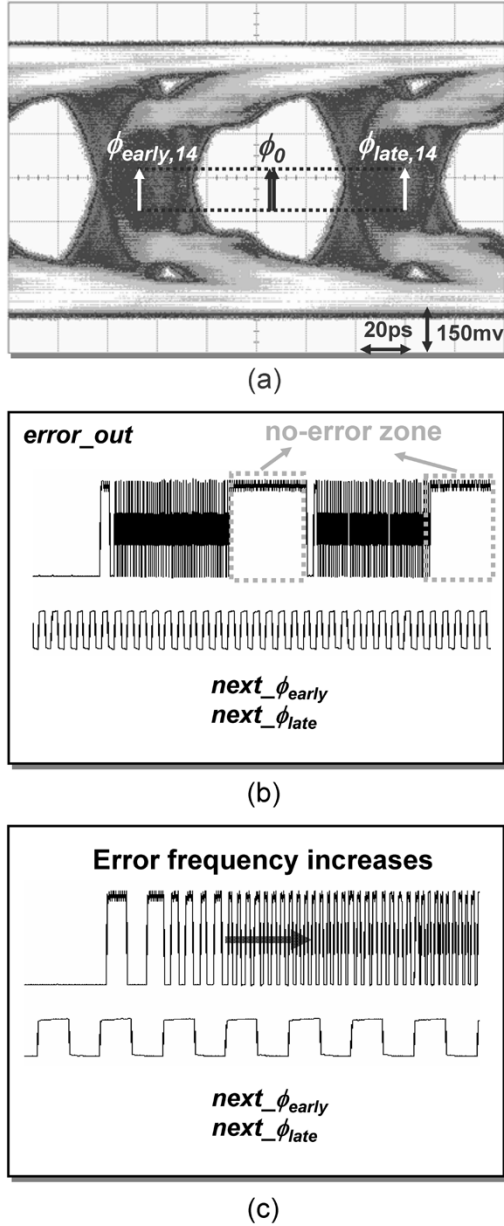 ϕearly,14 ϕ0 ϕlate,14
20ps 150mv
(a)
error_out no-error zone
next_ϕearly
next_ϕlate
(b)
Error frequency increases
next_ϕearly
next_ϕlate
(c)